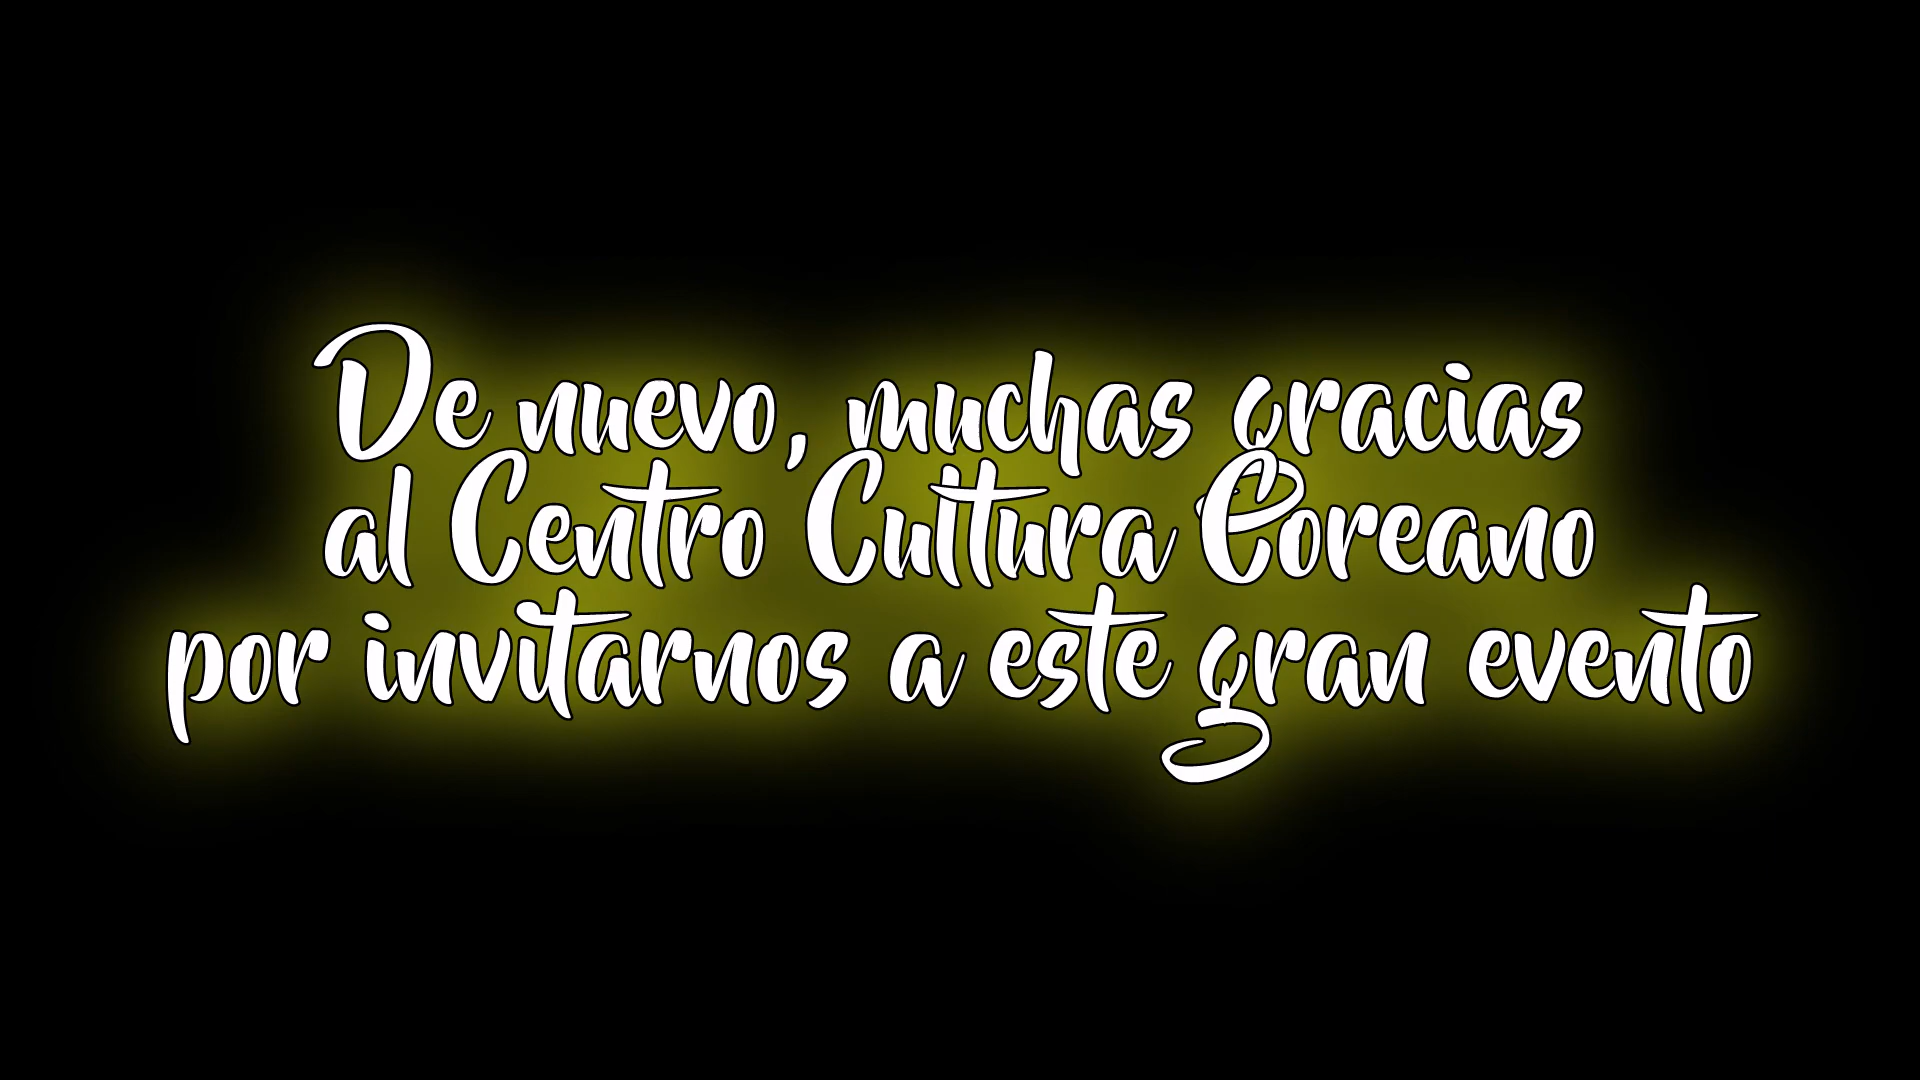 De nuevo, muchas gracias
al Centro Cultura Coreano
por invitarnos a este gran evento